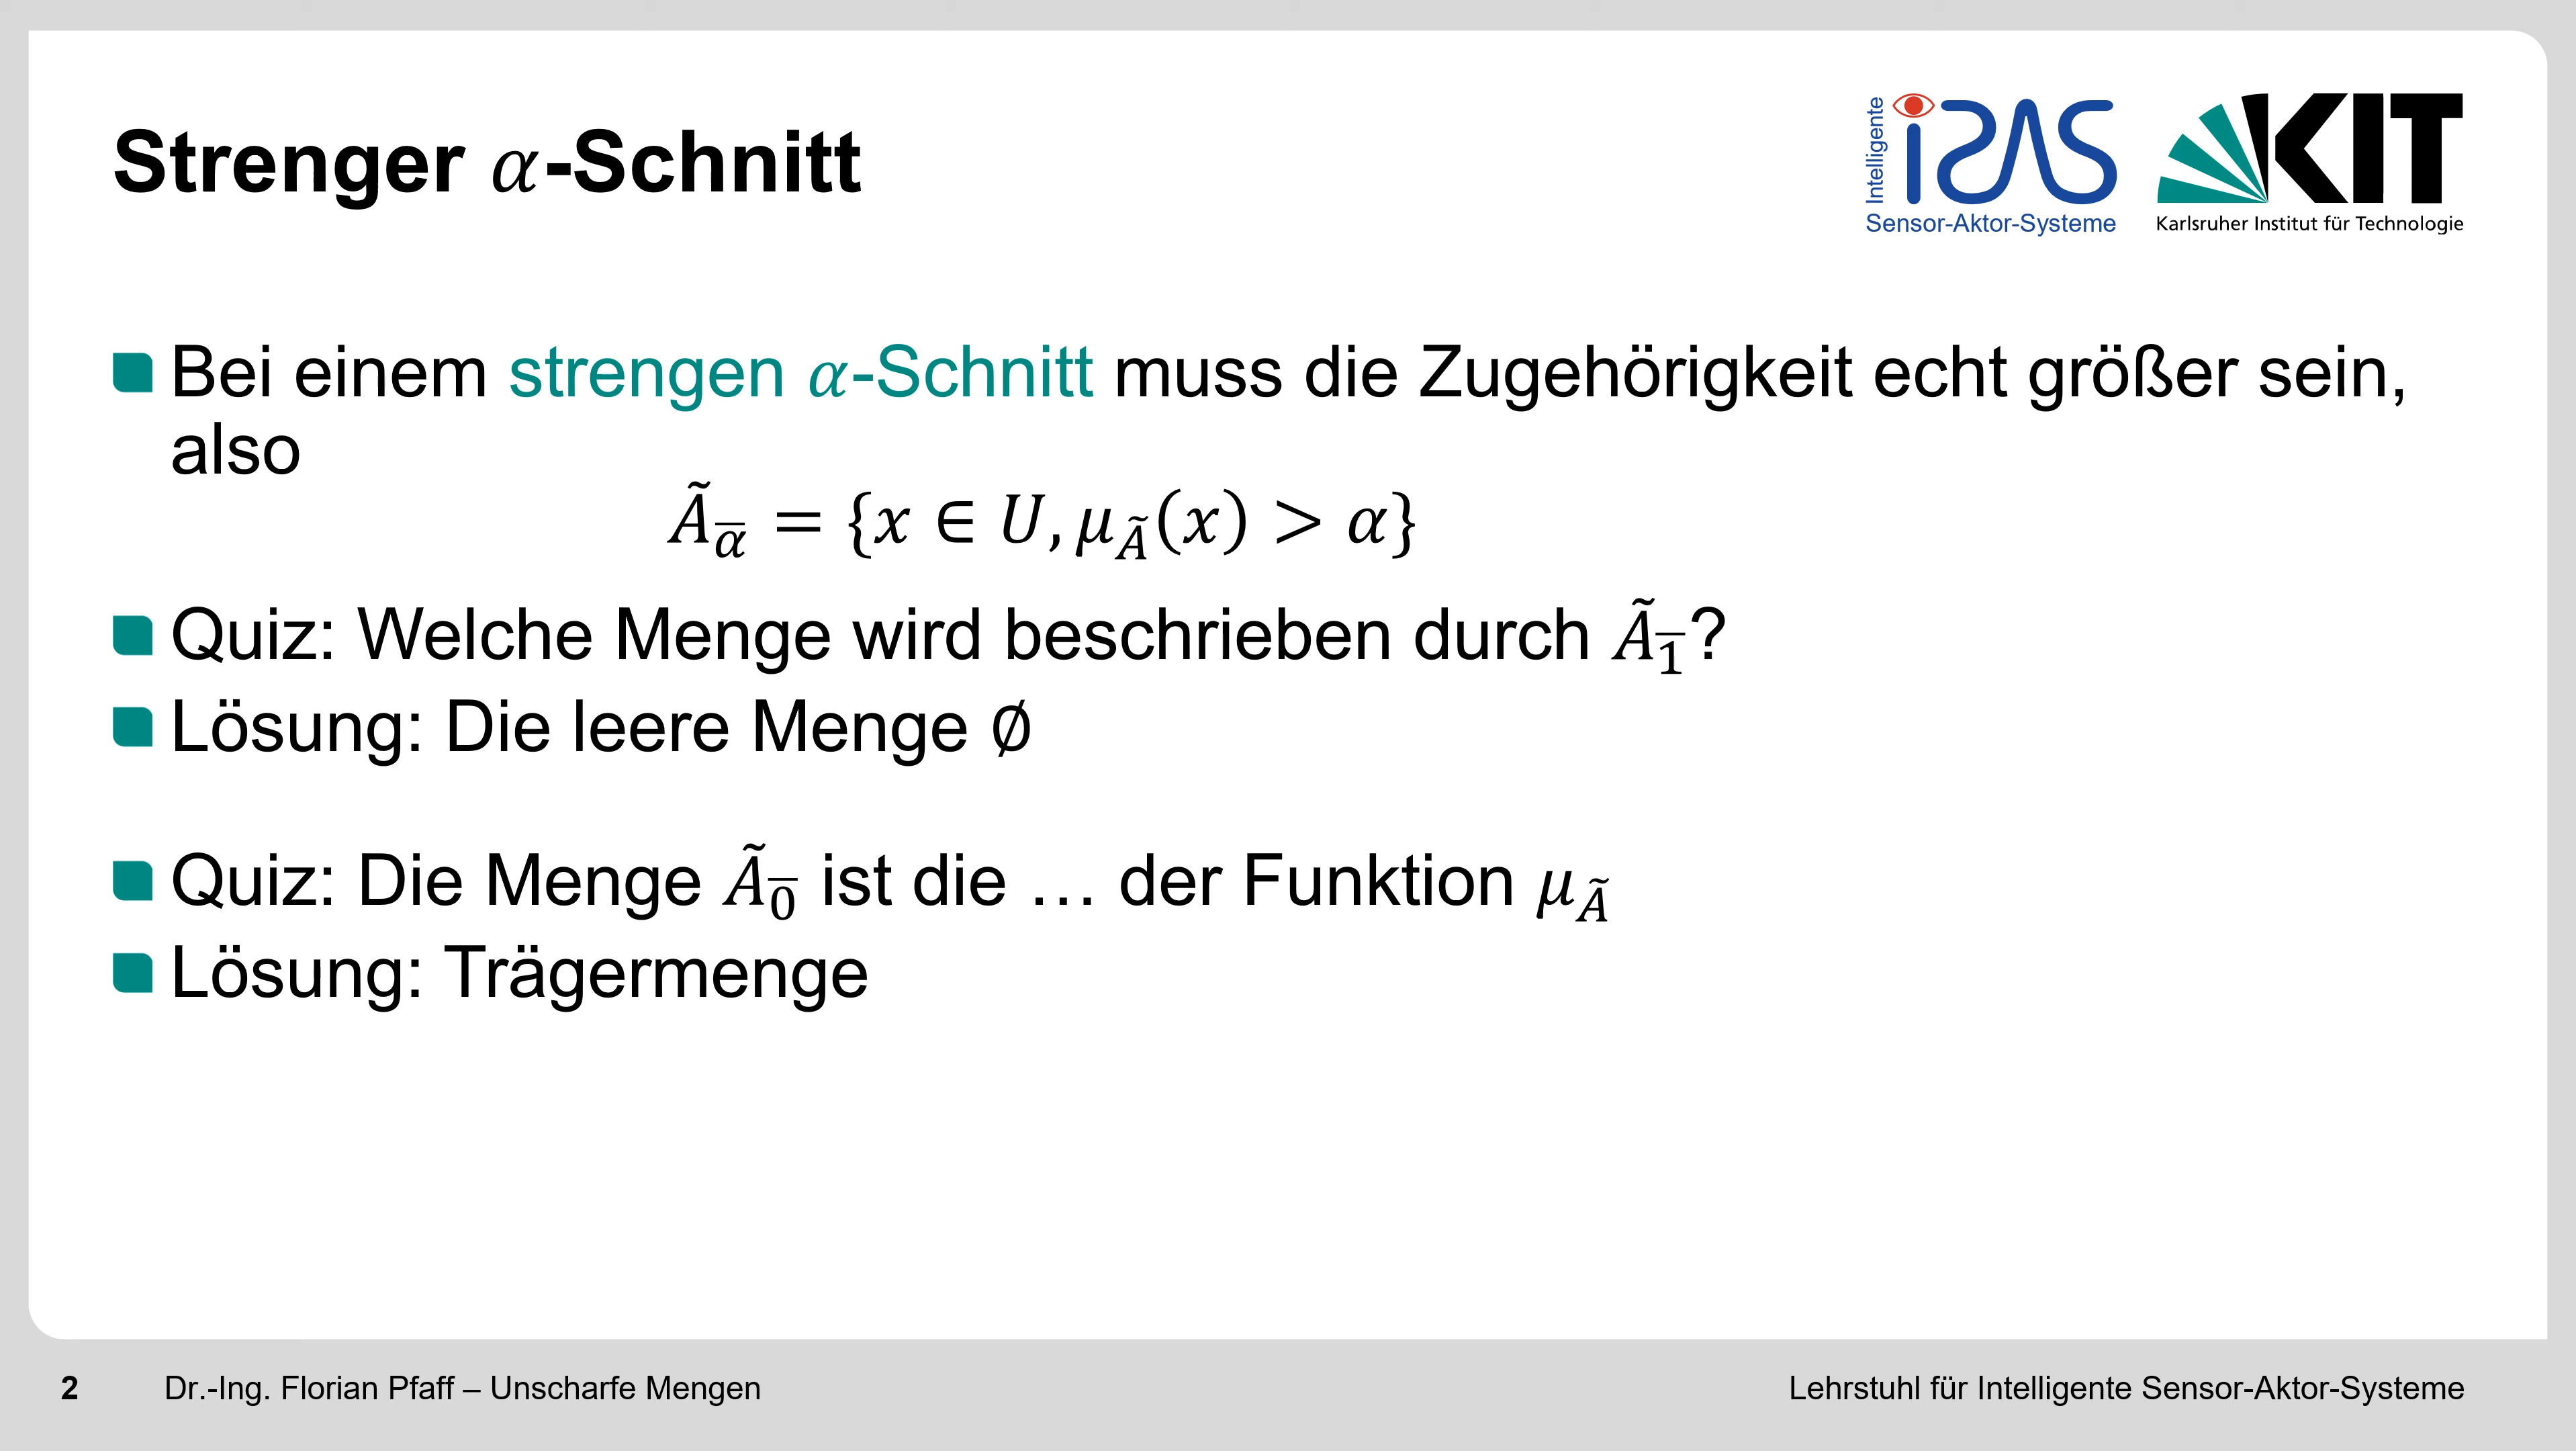 Strenger α-Schnitt
Intelligente
Sensor-Aktor-Systeme
ISAS
KIT
Karlsruher Institut für Technologie
Bei einem strengen α-Schnitt muss die Zugehörigkeit echt größer sein,
also
Ã_α̅ = {x ∈ U, μ_Ã(x) > α}
Quiz: Welche Menge wird beschrieben durch Ã_1̅?
Lösung: Die leere Menge ∅
Quiz: Die Menge Ã_0̅ ist die … der Funktion μ_Ã
Lösung: Trägermenge
2 Dr.-Ing. Florian Pfaff – Unscharfe Mengen Lehrstuhl für Intelligente Sensor-Aktor-Systeme